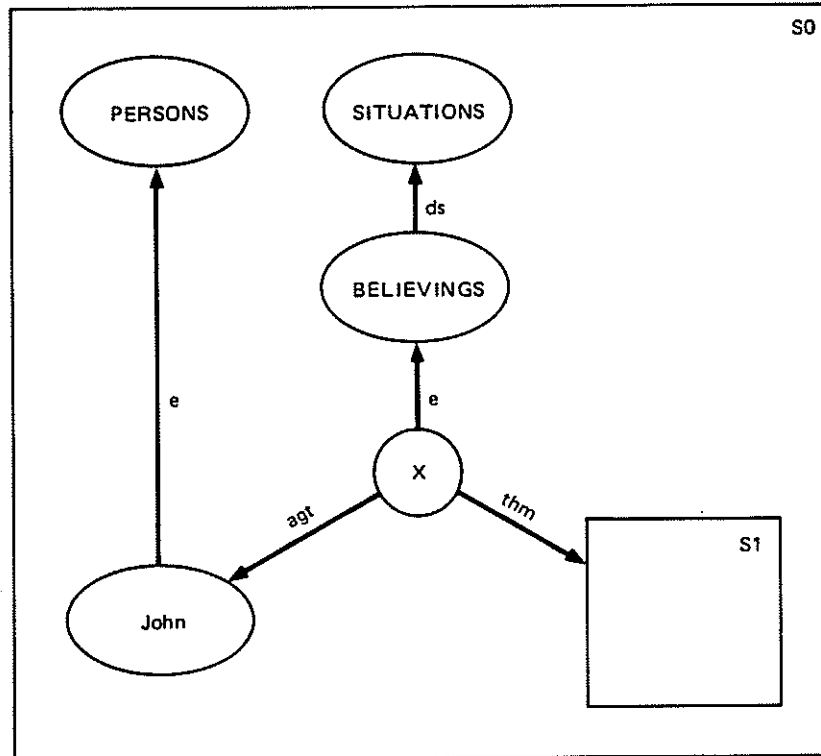 S0
PERSONS
SITUATIONS
ds
BELIEVINGS
e
e
X
agt
thm
S1
John